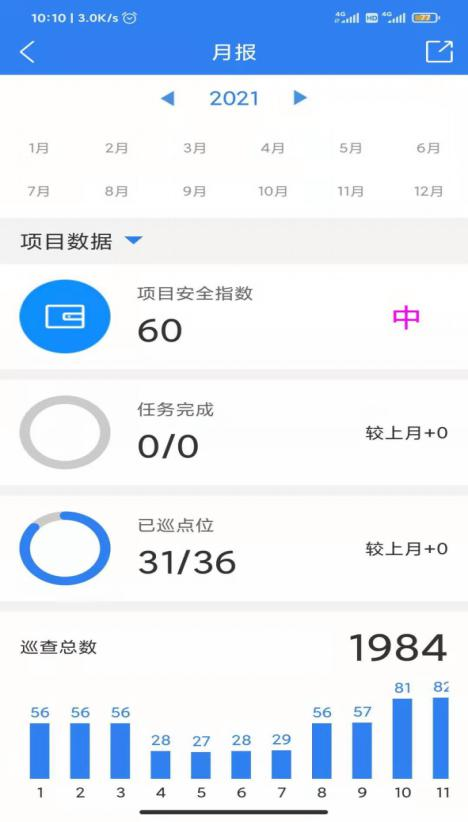 10:10 | 3.0K/s
4G HD 4G 77
月报
2021
1月 2月 3月 4月 5月 6月
7月 8月 9月 10月 11月 12月
项目数据
项目安全指数
60
中
任务完成
0/0
较上月+0
已巡点位
31/36
较上月+0
巡查总数
1984
56 56 56 28 27 28 29 56 57 81 82
1 2 3 4 5 6 7 8 9 10 11